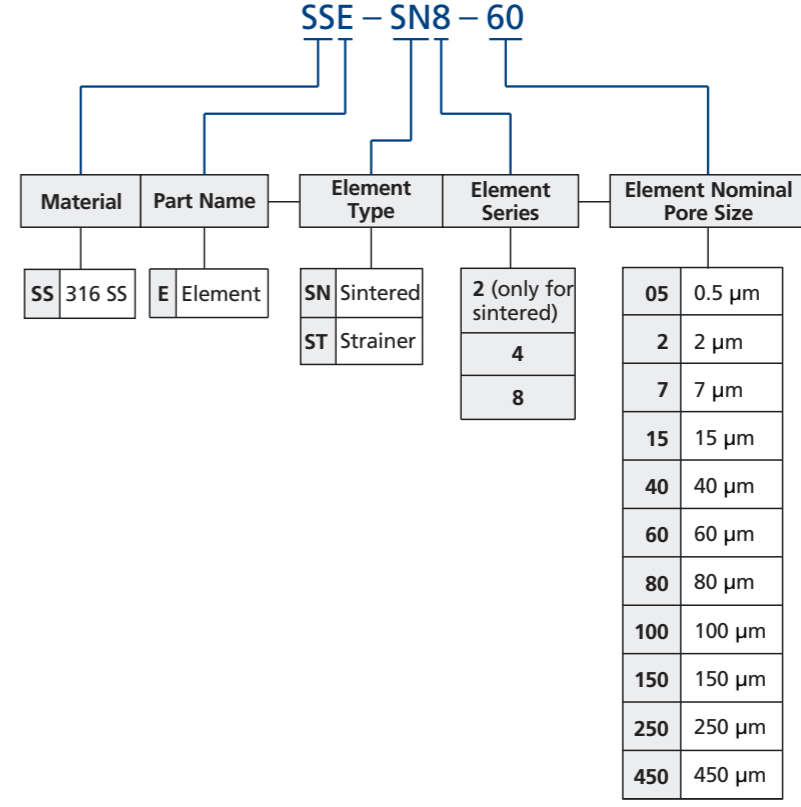 SSE – SN8 – 60
Material
Part Name
Element
Type
Element
Series
Element Nominal
Pore Size
SS 316 SS
E Element
SN Sintered
ST Strainer
2 (only for
sintered)
4
8
05 0.5 µm
2 2 µm
7 7 µm
15 15 µm
40 40 µm
60 60 µm
80 80 µm
100 100 µm
150 150 µm
250 250 µm
450 450 µm